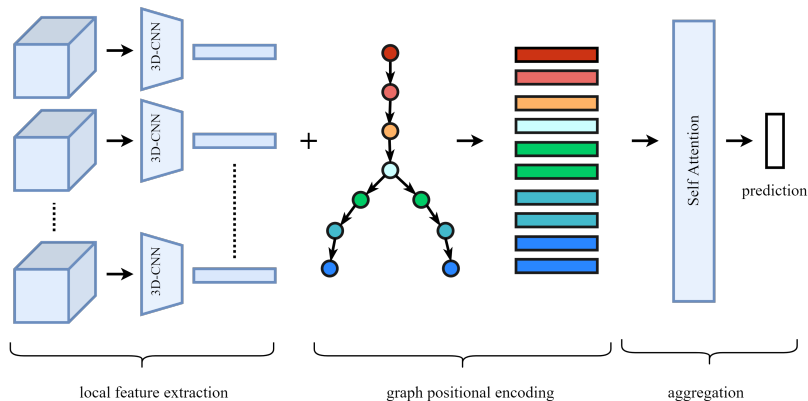 3D-CNN
3D-CNN
3D-CNN
+
Self Attention
prediction
local feature extraction
graph positional encoding
aggregation